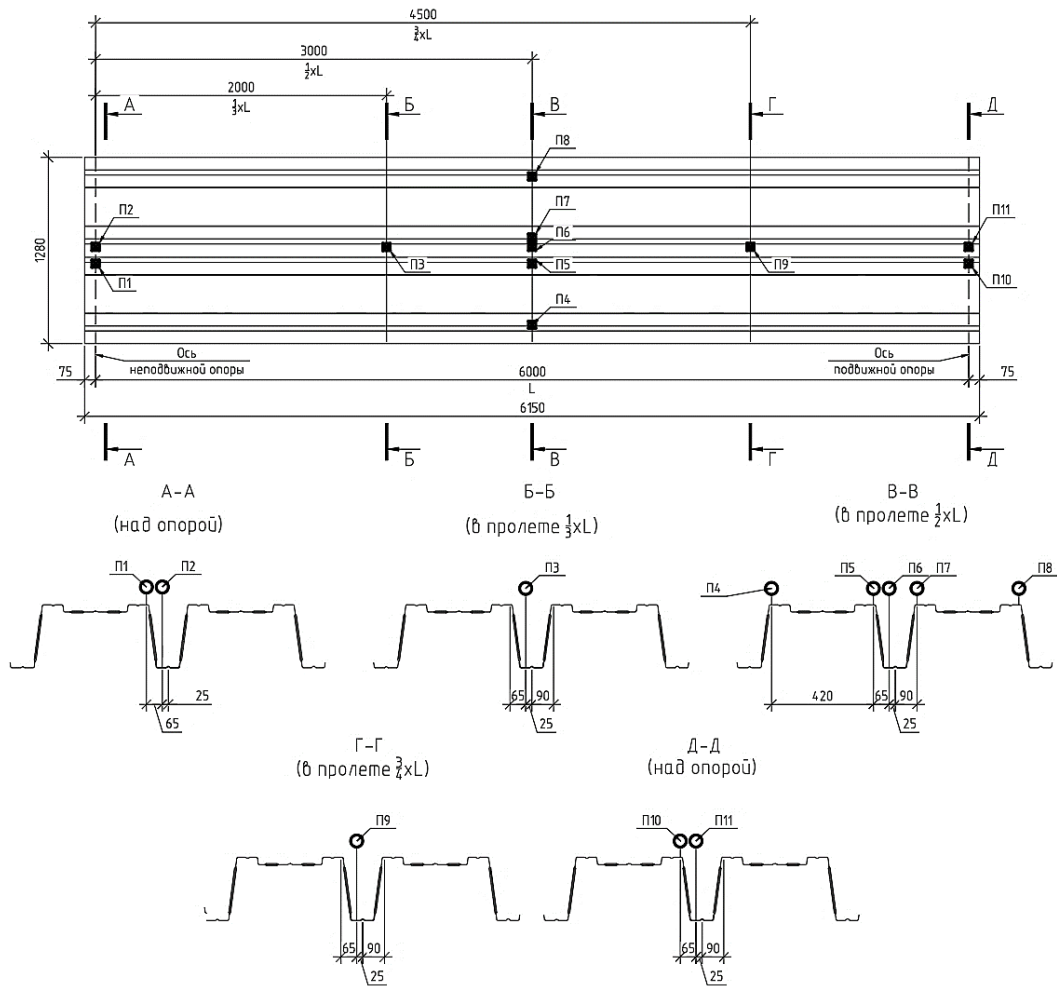 4500
¾xL
3000
½xL
2000
⅓xL
А Б В Г Д
П8
П7
П2 П6 П11
1280
П3 П5 П9
П1 П10
П4
Ось неподвижной опоры
Ось подвижной опоры
75 6000 75
L
6150
А Б В Г Д
А-А
(над опорой)
Б-Б
(в пролете ⅓xL)
В-В
(в пролете ½xL)
П1 П2
П3
П4 П5 П6 П7 П8
25
65
65 90
25
420 65 90
25
Г-Г
(в пролете ¾xL)
Д-Д
(над опорой)
П9
П10 П11
65 90
25
65 90
25